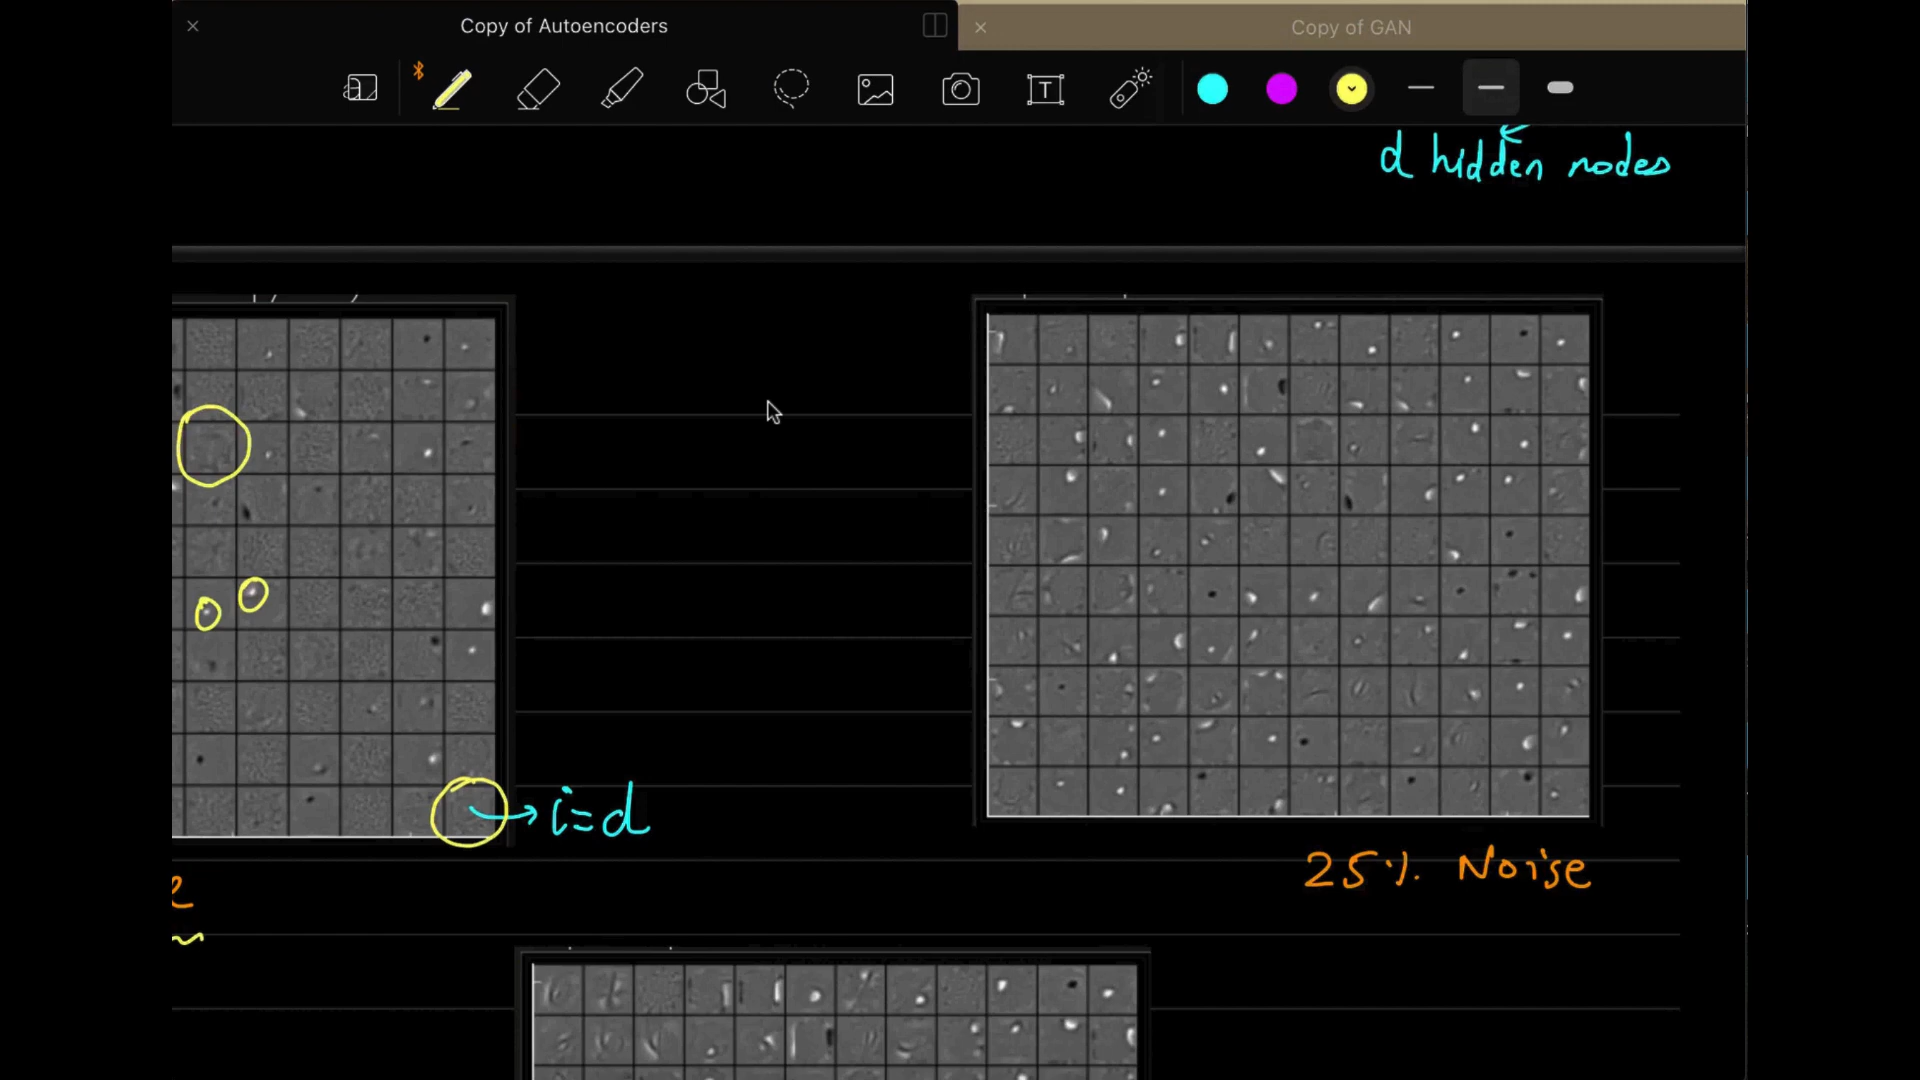 Copy of Autoencoders
Copy of GAN
T
d hidden nodes
i=d
25% Noise